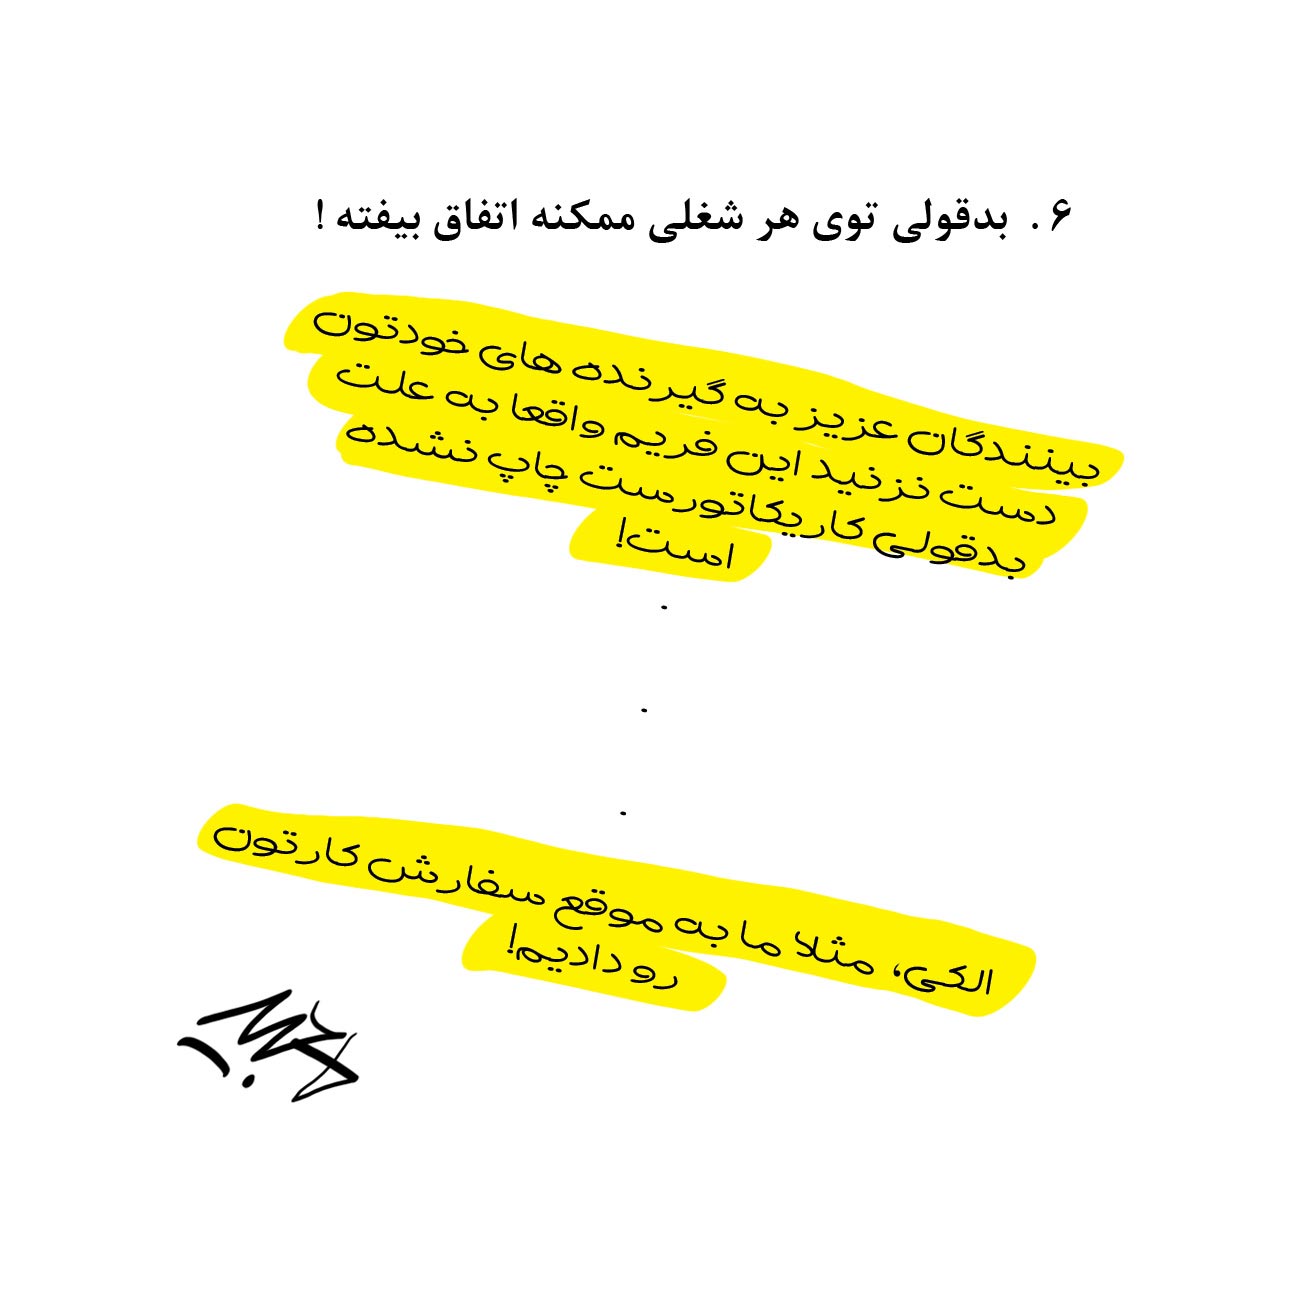 ۶. بدقولی توی هر شغلی ممکنه اتفاق بیفته !
بینندگان عزیز به گیرنده های خودتون
دست نزنید این فریم واقعا به علت
بدقولی کاریکاتورست چاپ نشده
است!
.
.
.
الکی، مثلا ما به موقع سفارش کارتون
رو دادیم!